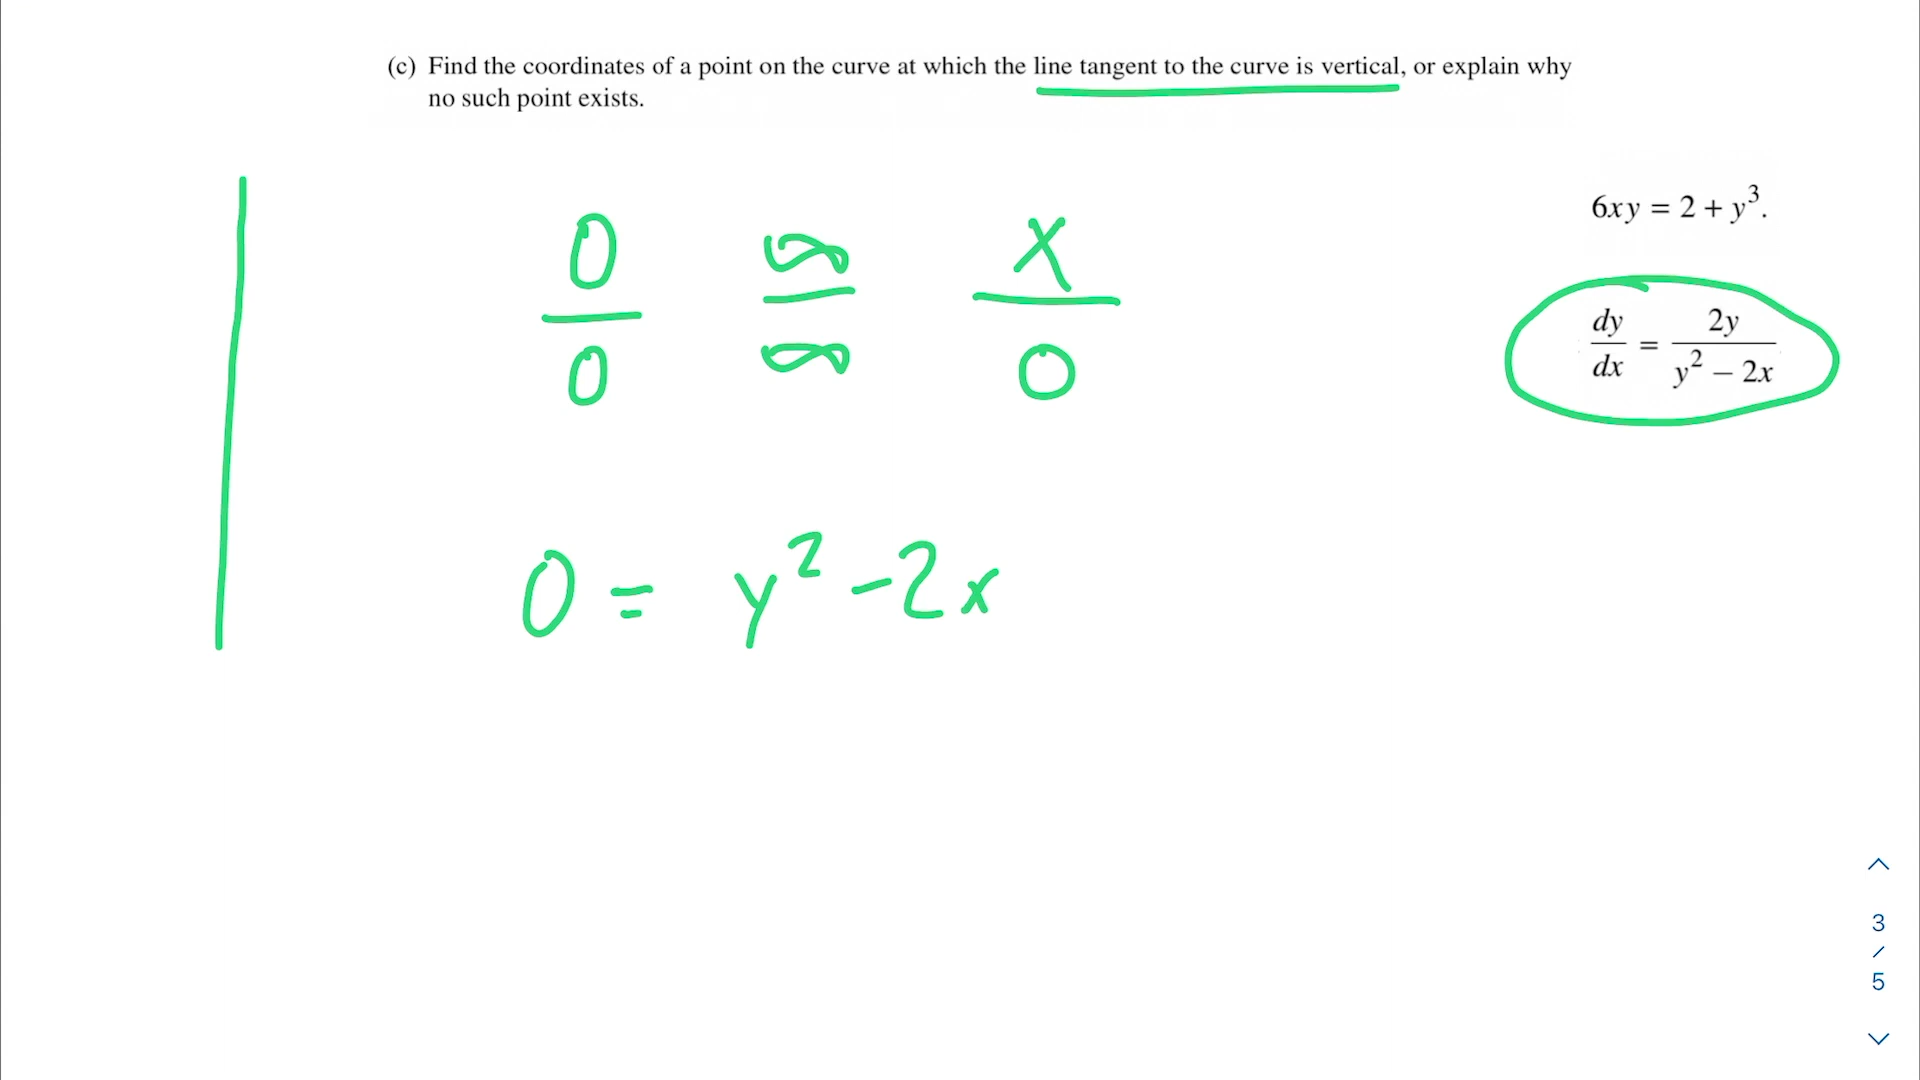 (c) Find the coordinates of a point on the curve at which the line tangent to the curve is vertical, or explain why
no such point exists.
6xy = 2 + y³.
0/0 ∞/∞ x/0
dy/dx = 2y/(y² – 2x)
0 = y² -2x
3
/
5